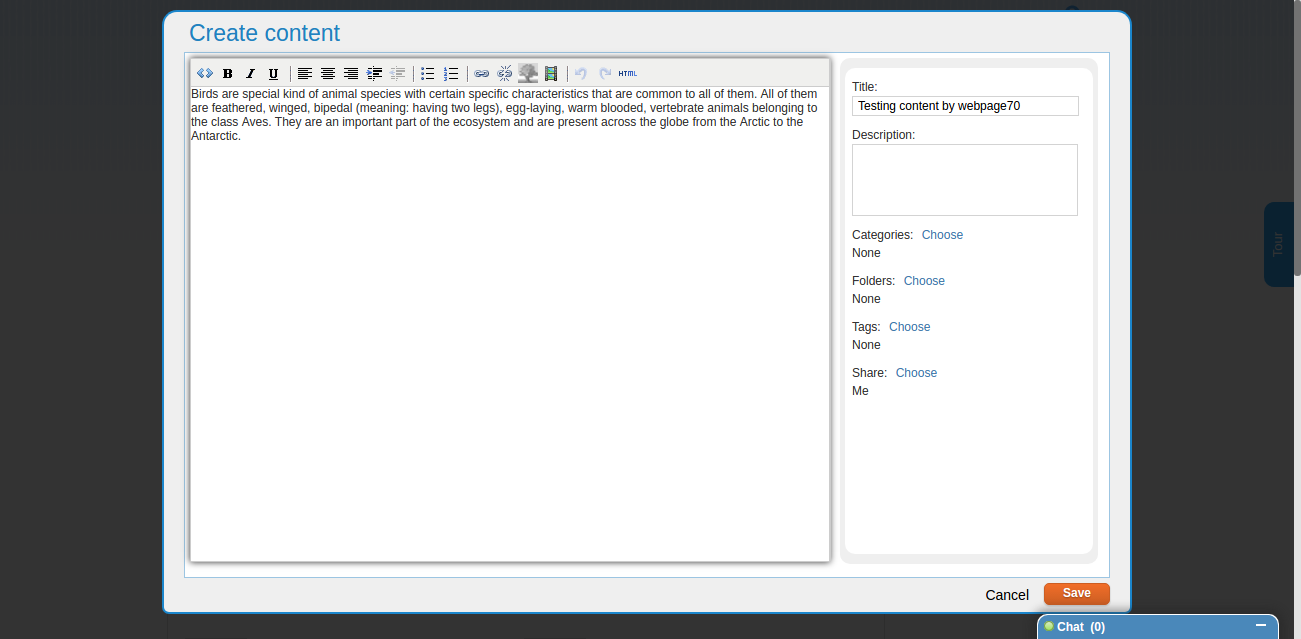 Create content
B I U HTML
Birds are special kind of animal species with certain specific characteristics that are common to all of them. All of them
are feathered, winged, bipedal (meaning: having two legs), egg-laying, warm blooded, vertebrate animals belonging to
the class Aves. They are an important part of the ecosystem and are present across the globe from the Arctic to the
Antarctic.
Title:
Testing content by webpage70
Description:
Categories: Choose
None
Folders: Choose
None
Tags: Choose
None
Share: Choose
Me
Tour
Cancel Save
Chat (0)